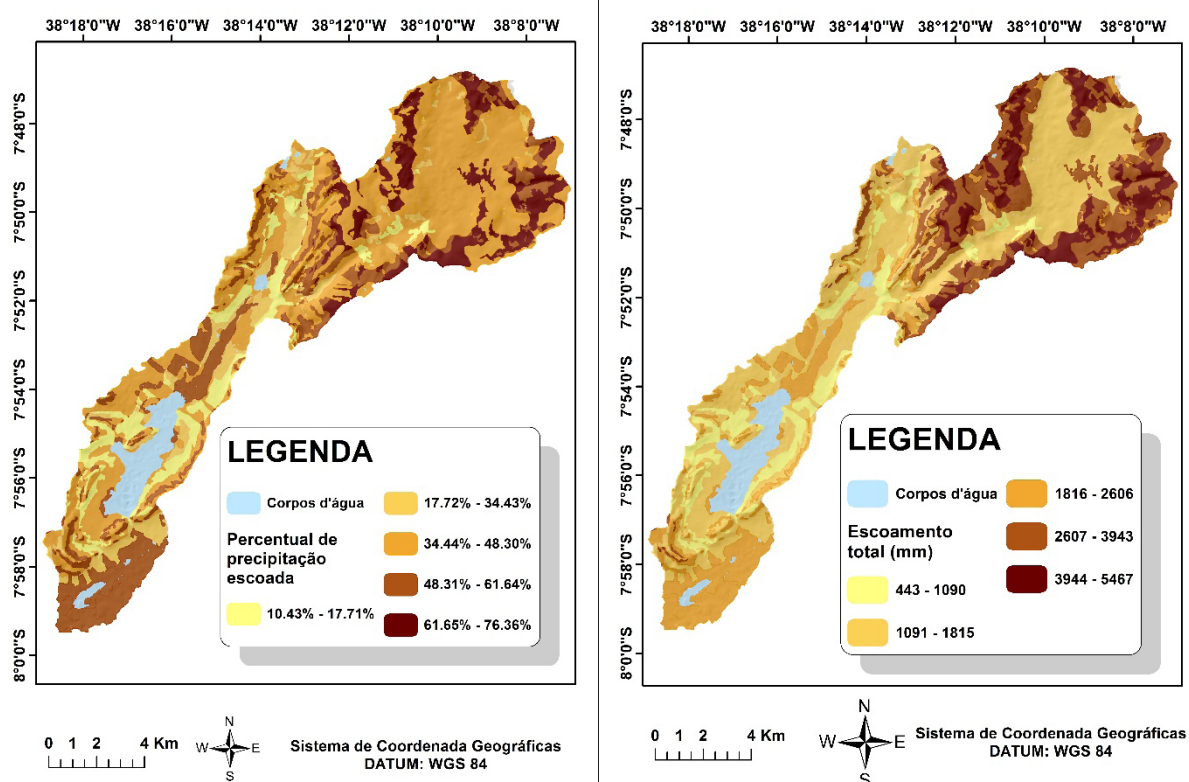 38°18'0"W 38°16'0"W 38°14'0"W 38°12'0"W 38°10'0"W 38°8'0"W
7°48'0"S
7°50'0"S
7°52'0"S
7°54'0"S
7°56'0"S
7°58'0"S
8°0'0"S
LEGENDA
Corpos d'água
Percentual de
precipitação
escoada
10.43% - 17.71%
17.72% - 34.43%
34.44% - 48.30%
48.31% - 61.64%
61.65% - 76.36%
0 1 2 4 Km
N
W E
S
Sistema de Coordenada Geográficas
DATUM: WGS 84
38°18'0"W 38°16'0"W 38°14'0"W 38°12'0"W 38°10'0"W 38°8'0"W
7°48'0"S
7°50'0"S
7°52'0"S
7°54'0"S
7°56'0"S
7°58'0"S
8°0'0"S
LEGENDA
Corpos d'água
Escoamento
total (mm)
443 - 1090
1091 - 1815
1816 - 2606
2607 - 3943
3944 - 5467
0 1 2 4 Km
N
W E
S
Sistema de Coordenada Geográficas
DATUM: WGS 84